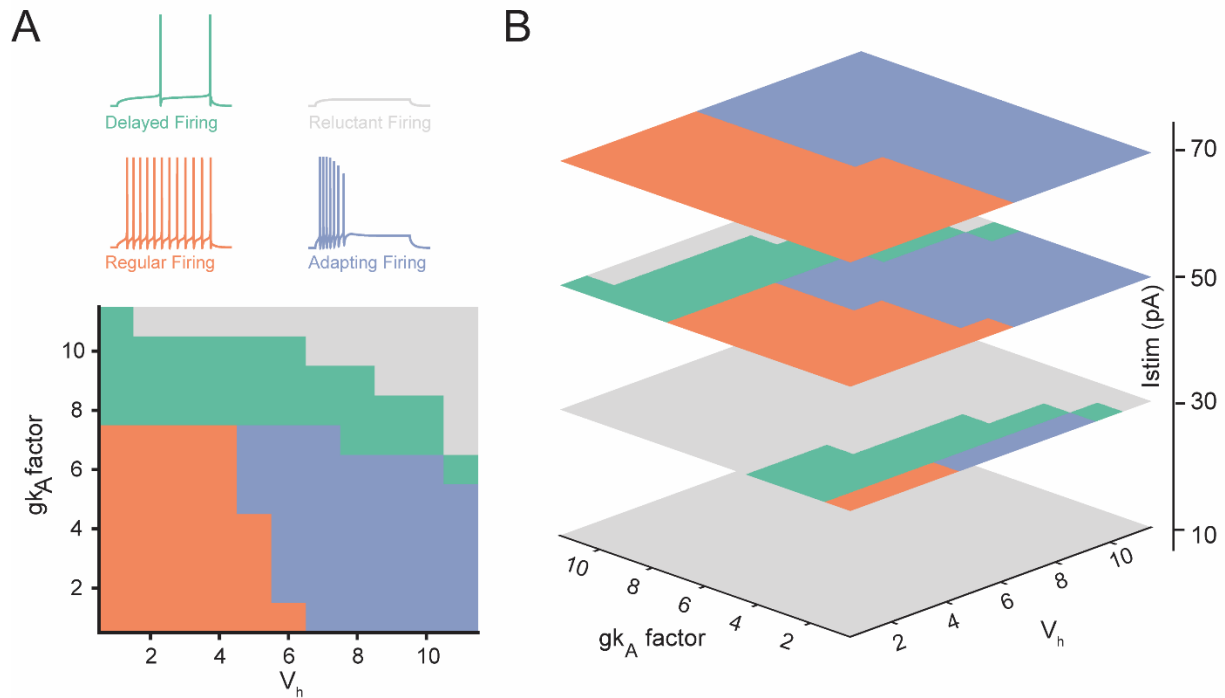 A
B
Delayed Firing
Reluctant Firing
Regular Firing
Adapting Firing
10
8
6
4
2
gkA factor
2 4 6 8 10
Vh
70
50
30
10
Istim (pA)
10 8 6 4 2
gkA factor
2 4 6 8 10
Vh